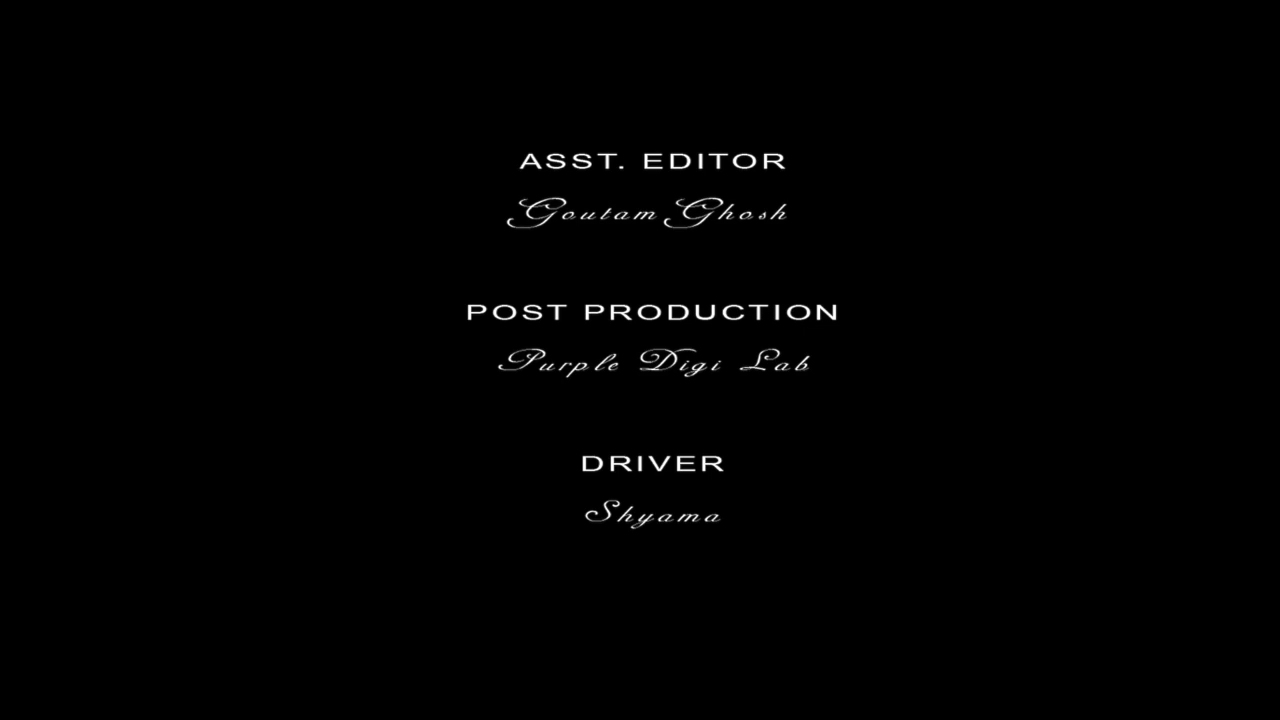 ASST. EDITOR
Goutam Ghosh
POST PRODUCTION
Purple Digi Lab
DRIVER
Shyama